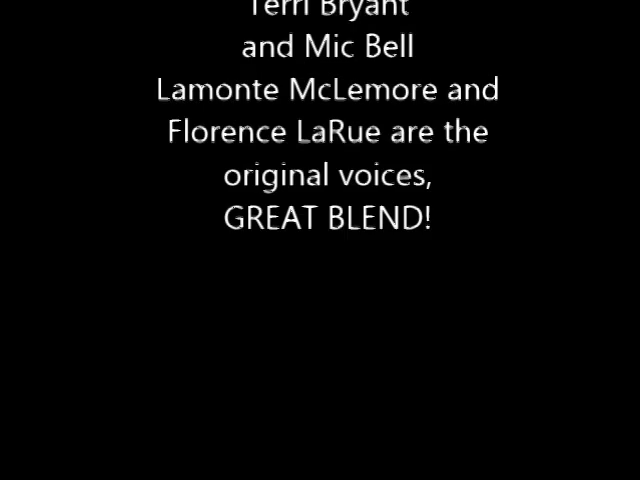 Terri Bryant
and Mic Bell
Lamonte McLemore and
Florence LaRue are the
original voices,
GREAT BLEND!